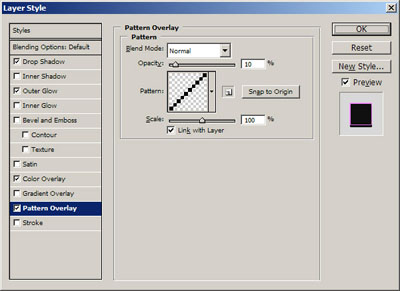 Layer Style
Styles
Blending Options: Default
Drop Shadow
Inner Shadow
Outer Glow
Inner Glow
Bevel and Emboss
Contour
Texture
Satin
Color Overlay
Gradient Overlay
Pattern Overlay
Stroke
Pattern Overlay
Pattern
Blend Mode: Normal
Opacity: 10 %
Pattern: Snap to Origin
Scale: 100 %
Link with Layer
OK
Reset
New Style...
Preview